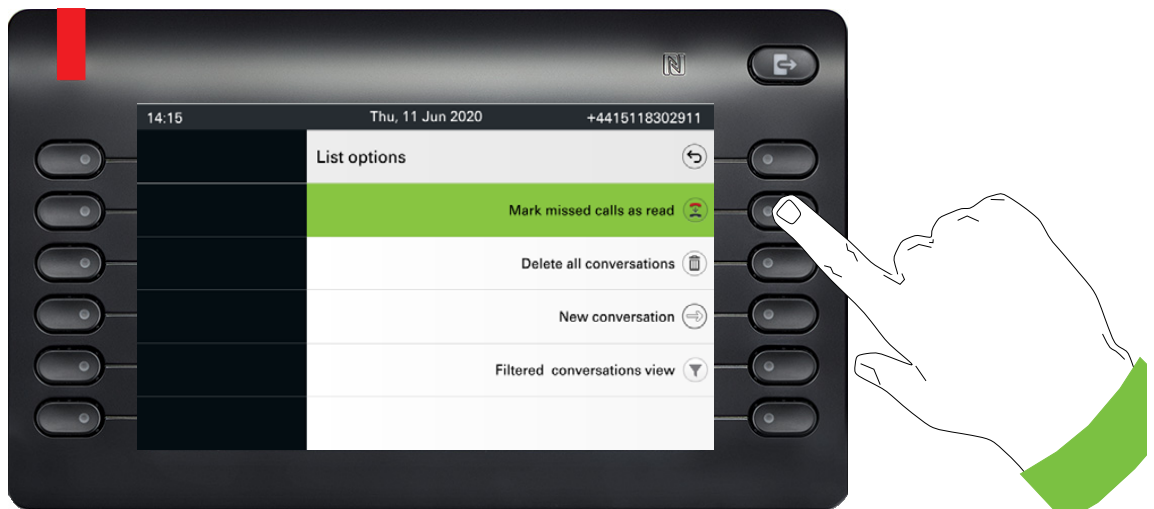 14:15 Thu, 11 Jun 2020 +4415118302911
List options
Mark missed calls as read
Delete all conversations
New conversation
Filtered conversations view